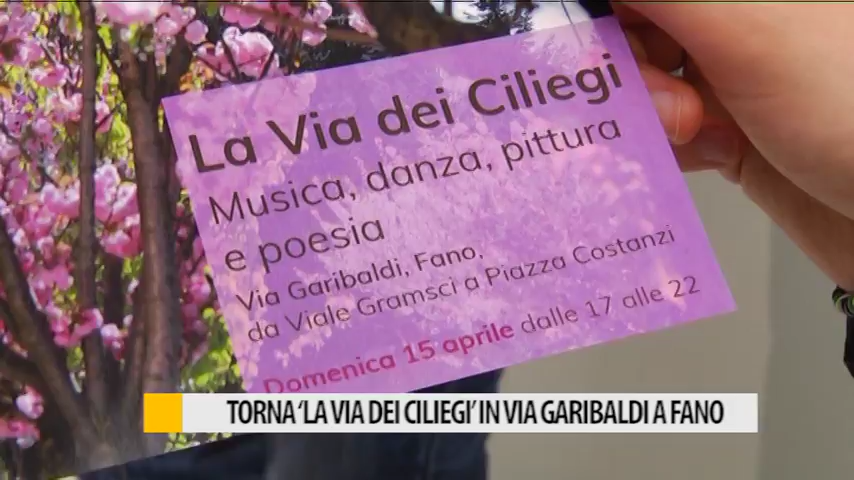 La Via dei Ciliegi
Musica, danza, pittura
e poesia
Via Garibaldi, Fano,
da Viale Gramsci a Piazza Costanzi
Domenica 15 aprile dalle 17 alle 22
TORNA ‘LA VIA DEI CILIEGI’ IN VIA GARIBALDI A FANO